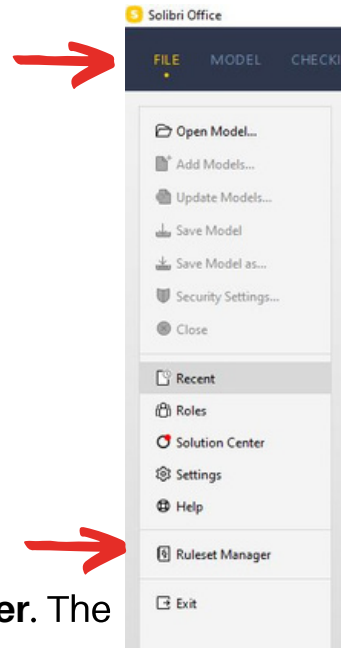 Solibri Office
FILE MODEL
Open Model...
Add Models...
Update Models...
Save Model
Save Model as...
Security Settings...
Close
Recent
Roles
Solution Center
Settings
Help
Ruleset Manager
er. The
Exit